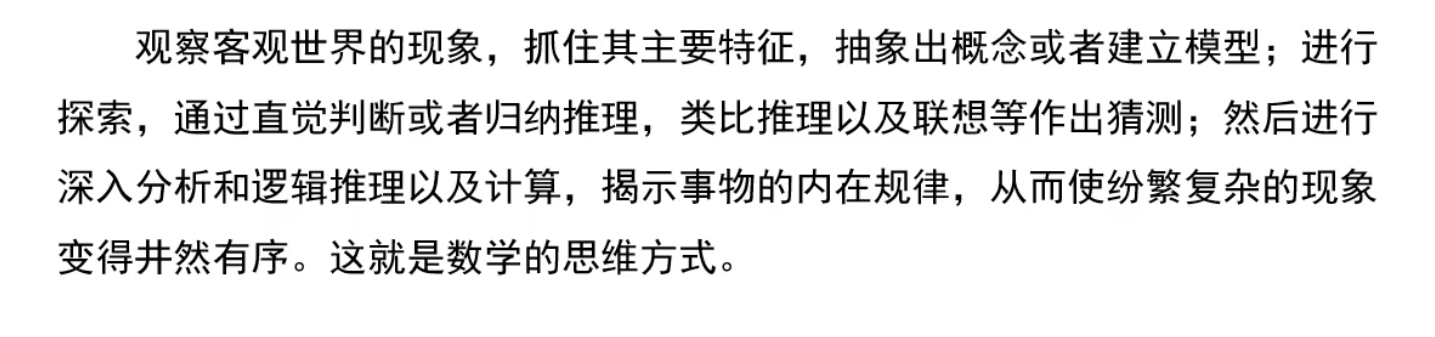 观察客观世界的现象，抓住其主要特征，抽象出概念或者建立模型；进行
探索，通过直觉判断或者归纳推理，类比推理以及联想等作出猜测；然后进行
深入分析和逻辑推理以及计算，揭示事物的内在规律，从而使纷繁复杂的现象
变得井然有序。这就是数学的思维方式。